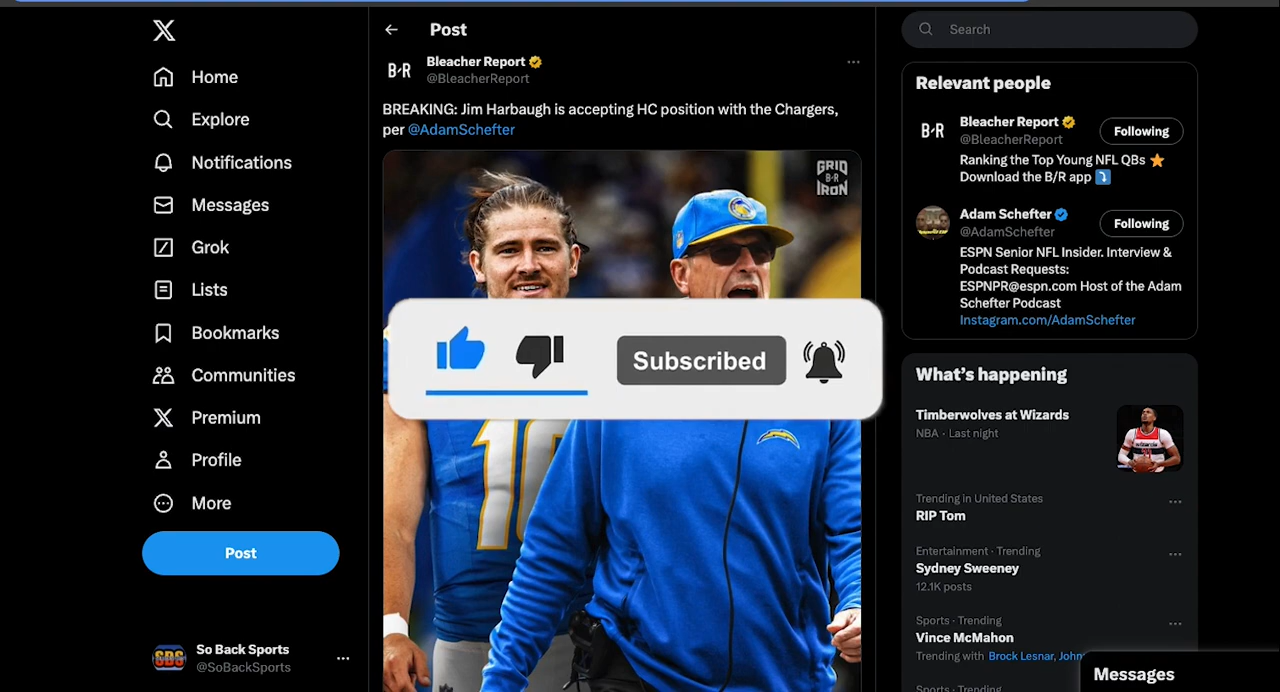 Home
Explore
Notifications
Messages
Grok
Lists
Bookmarks
Communities
Premium
Profile
More
Post
SBS
So Back Sports
@SoBackSports
Post
B/R
Bleacher Report
@BleacherReport
BREAKING: Jim Harbaugh is accepting HC position with the Chargers,
per @AdamSchefter
GRID
B/R
IRON
Subscribed
10
Search
Relevant people
B/R
Bleacher Report
@BleacherReport
Following
Ranking the Top Young NFL QBs
Download the B/R app
Adam Schefter
@AdamSchefter
Following
ESPN Senior NFL Insider. Interview &
Podcast Requests:
ESPNPR@espn.com Host of the Adam
Schefter Podcast
Instagram.com/AdamSchefter
What's happening
Timberwolves at Wizards
NBA · Last night
Trending in United States
RIP Tom
Entertainment · Trending
Sydney Sweeney
12.1K posts
Sports · Trending
Vince McMahon
Trending with Brock Lesnar,
Sports · Trending
Messages